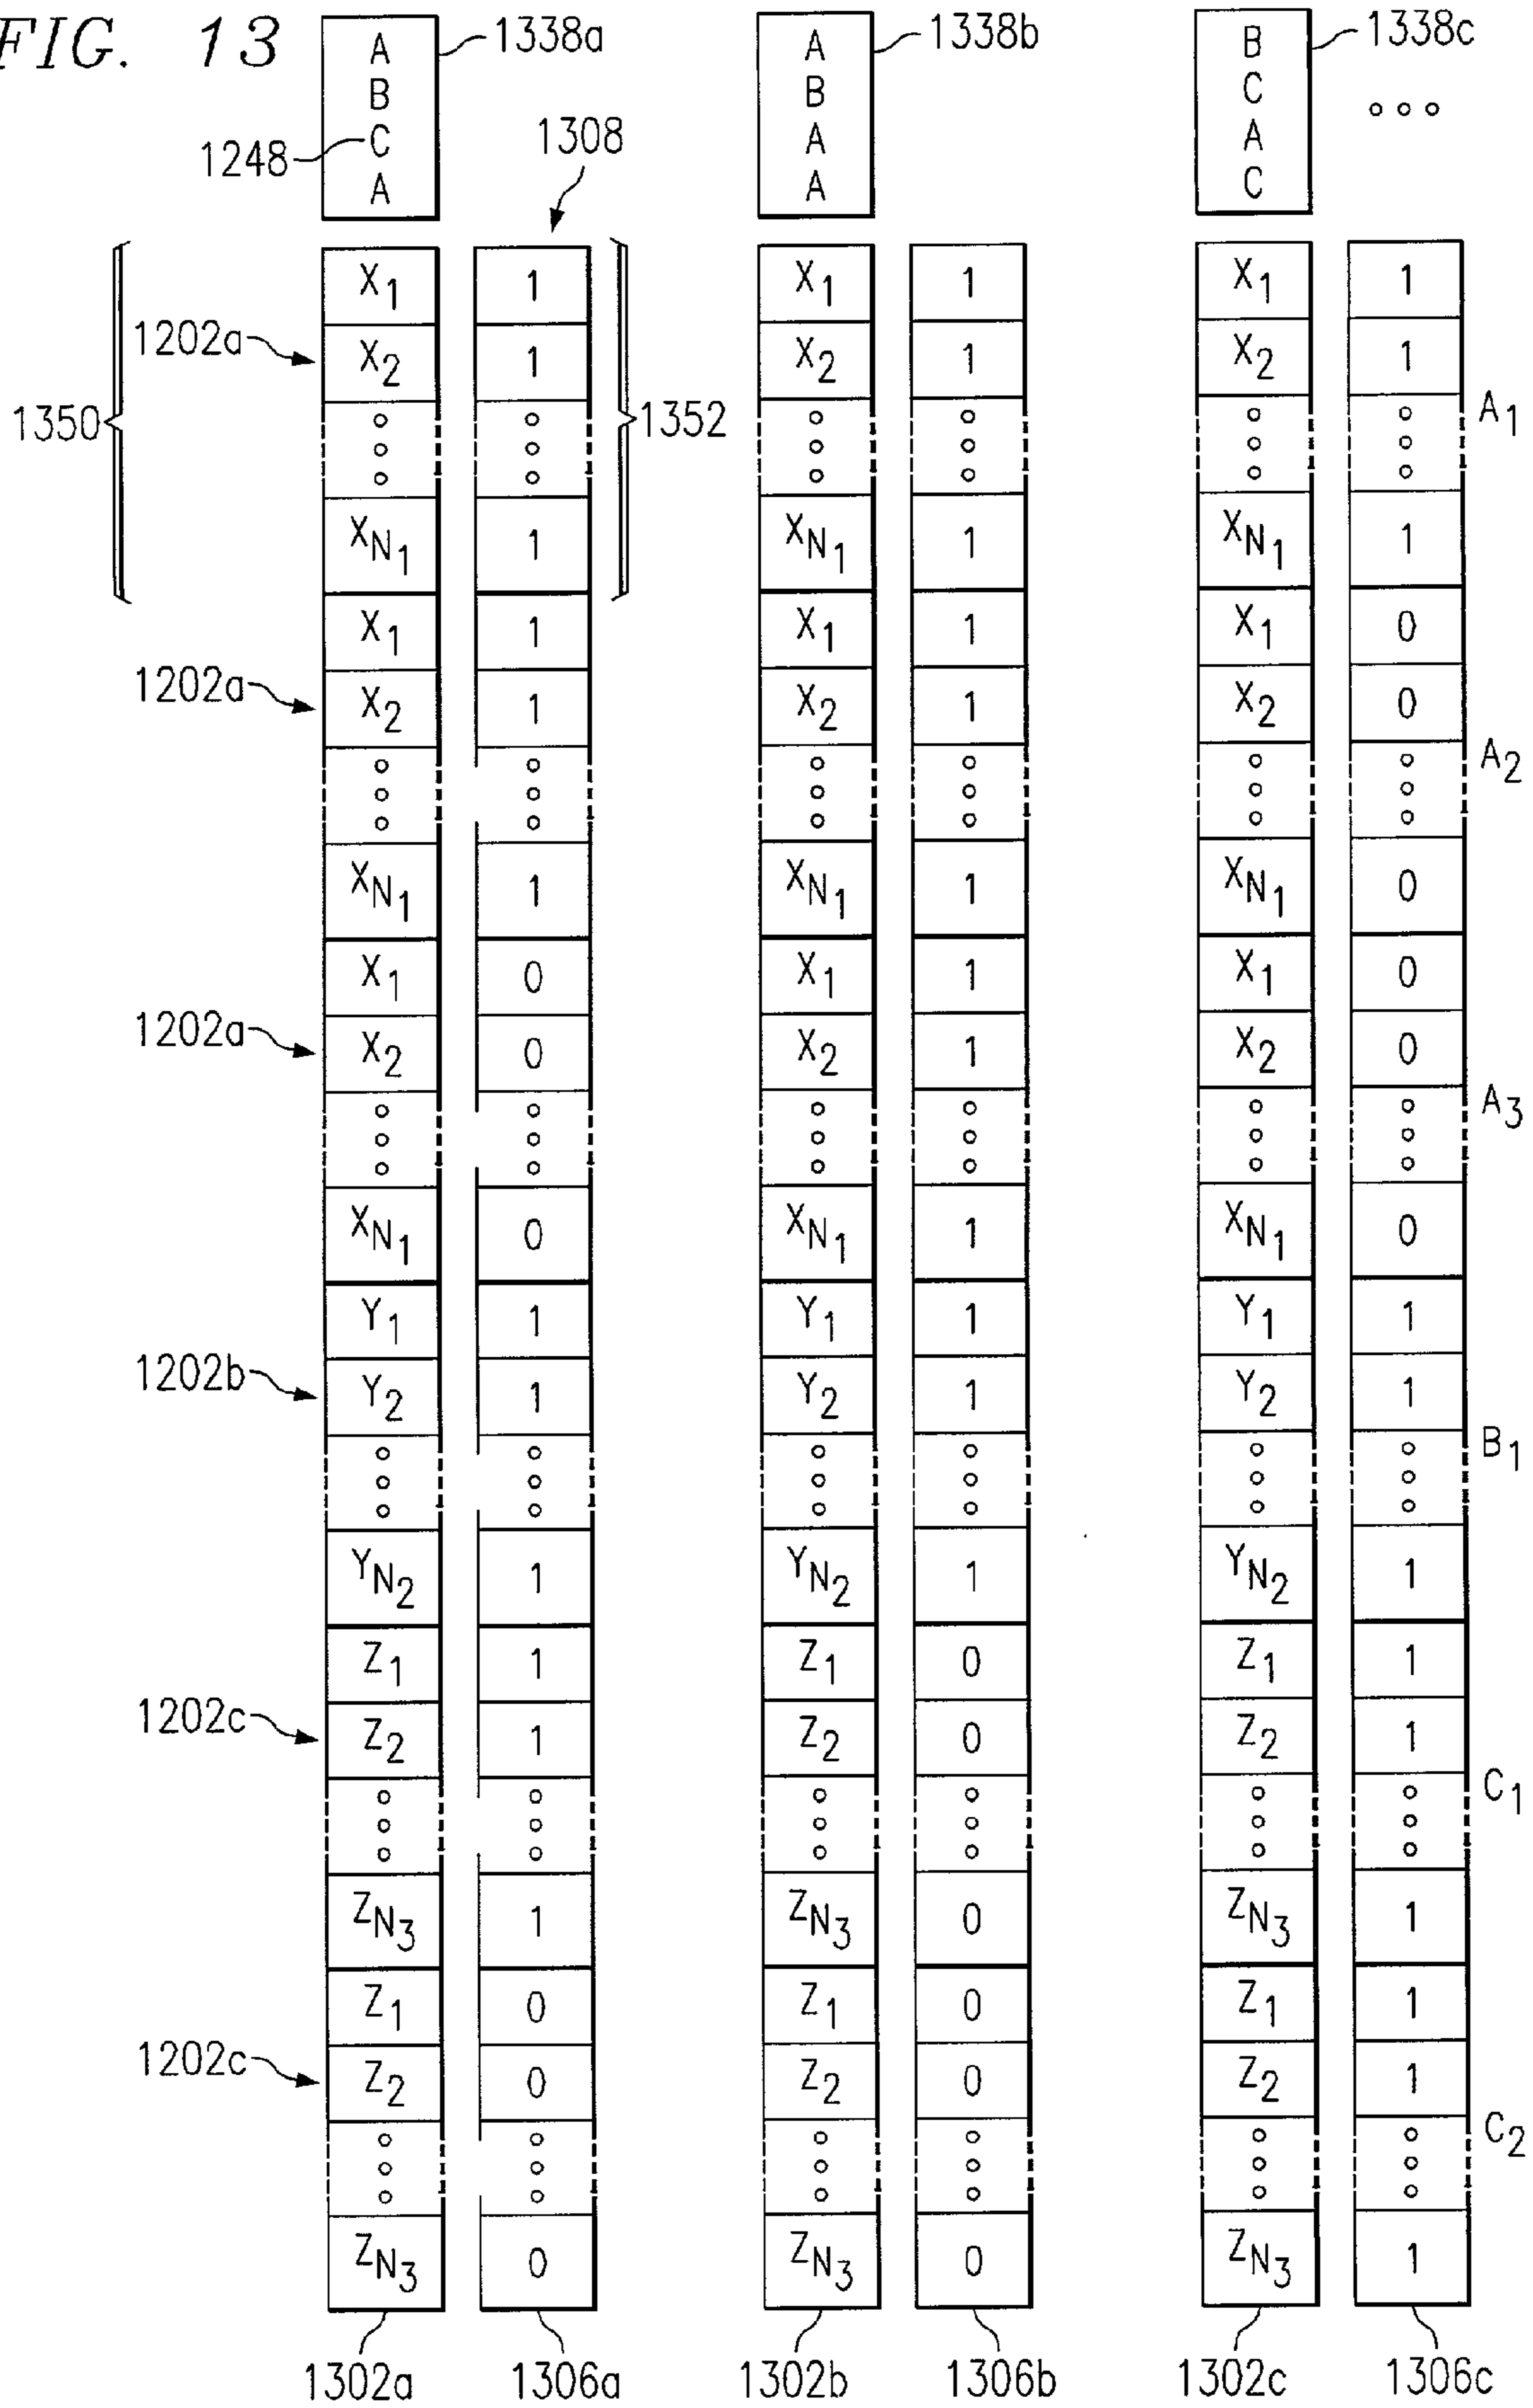 FIG. 13
A 1338a A 1338b B 1338c
B B C
1248 C 1308 A A
A A C
X1 1 X1 1 X1 1
1202a X2 1 X2 1 X2 1
1350 1352 A1
XN1 1 XN1 1 XN1 1
X1 1 X1 1 X1 0
1202a X2 1 X2 1 X2 0
A2
XN1 1 XN1 1 XN1 0
X1 0 X1 1 X1 0
1202a X2 0 X2 1 X2 0
A3
XN1 0 XN1 1 XN1 0
Y1 1 Y1 1 Y1 1
1202b Y2 1 Y2 1 Y2 1
B1
YN2 1 YN2 1 YN2 1
Z1 1 Z1 0 Z1 1
1202c Z2 1 Z2 0 Z2 1
C1
ZN3 1 ZN3 0 ZN3 1
Z1 0 Z1 0 Z1 1
1202c Z2 0 Z2 0 Z2 1
C2
ZN3 0 ZN3 0 ZN3 1
1302a 1306a 1302b 1306b 1302c 1306c